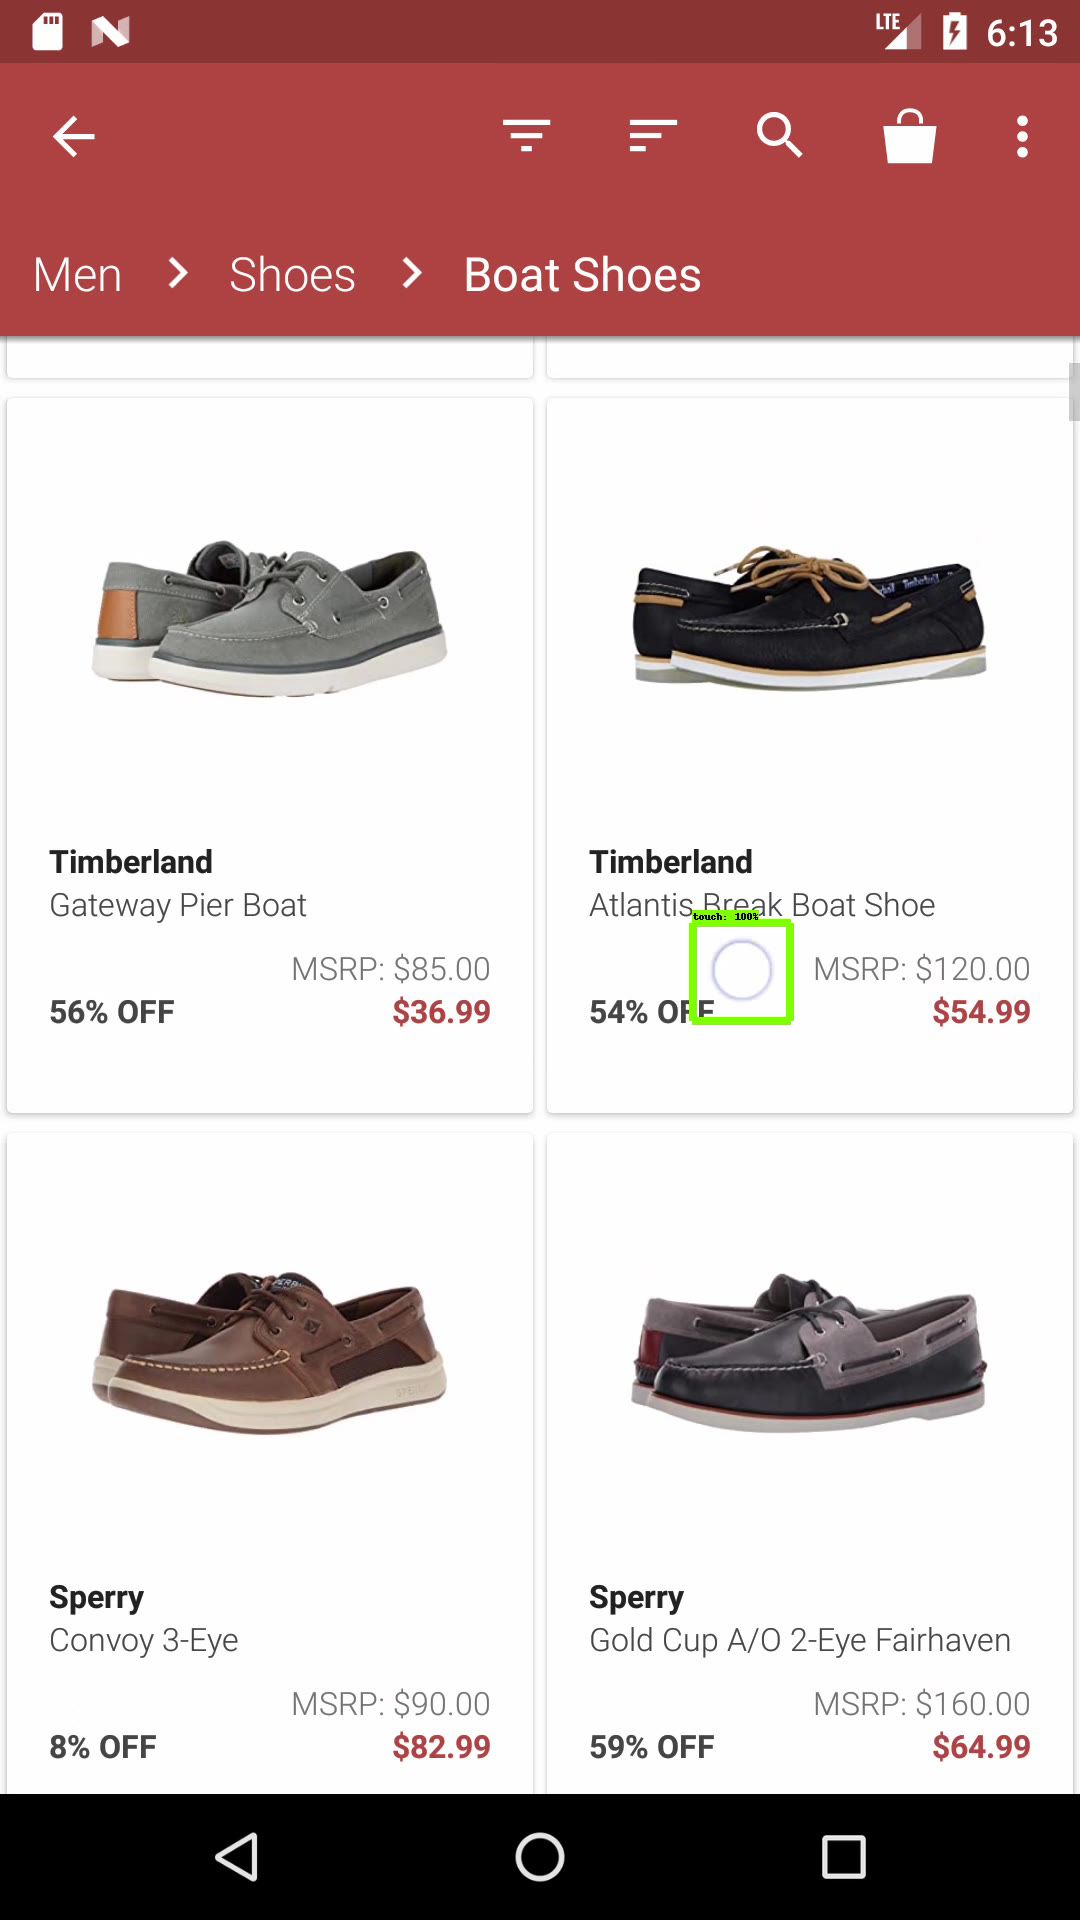 LTE 6:13
Men Shoes Boat Shoes
Timberland
Gateway Pier Boat
MSRP: $85.00
56% OFF $36.99
Timberland
Atlantis Break Boat Shoe
touch: 100%
MSRP: $120.00
54% OFF $54.99
Sperry
Convoy 3-Eye
MSRP: $90.00
8% OFF $82.99
Sperry
Gold Cup A/O 2-Eye Fairhaven
MSRP: $160.00
59% OFF $64.99